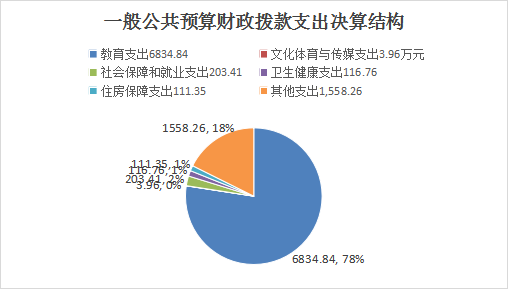 一般公共预算财政拨款支出决算结构
教育支出6834.84
文化体育与传媒支出3.96万元
社会保障和就业支出203.41
卫生健康支出116.76
住房保障支出111.35
其他支出1,558.26
1558.26, 18%
111.35, 1%
116.76, 1%
203.41, 2%
3.96, 0%
6834.84, 78%